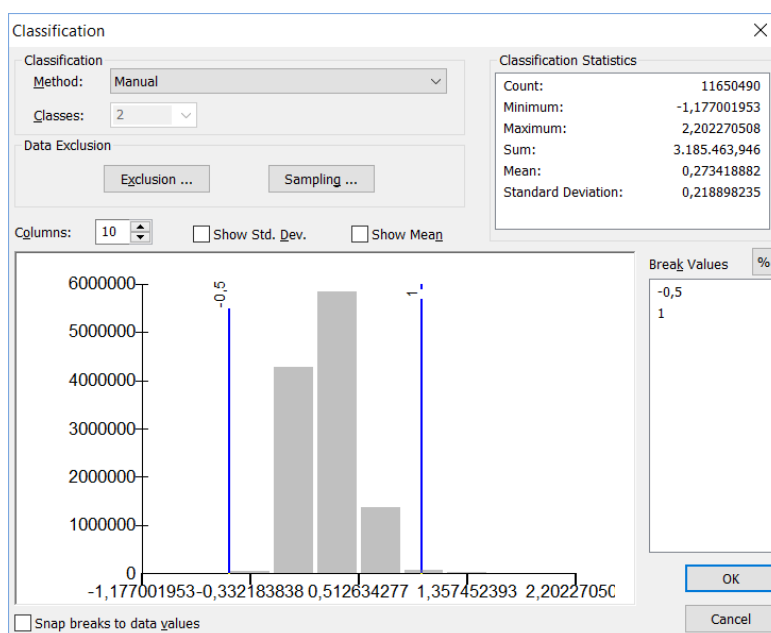 Classification
Classification
Method: Manual
Classes: 2
Data Exclusion
Exclusion ...
Sampling ...
Classification Statistics
Count: 11650490
Minimum: -1,177001953
Maximum: 2,202270508
Sum: 3.185.463,946
Mean: 0,273418882
Standard Deviation: 0,218898235
Columns: 10
Show Std. Dev.
Show Mean
Break Values
%
-0,5
1
6000000
5000000
4000000
3000000
2000000
1000000
0
-0,5
1
-1,177001953
-0,332183838
0,512634277
1,357452393
2,20227050
Snap breaks to data values
OK
Cancel